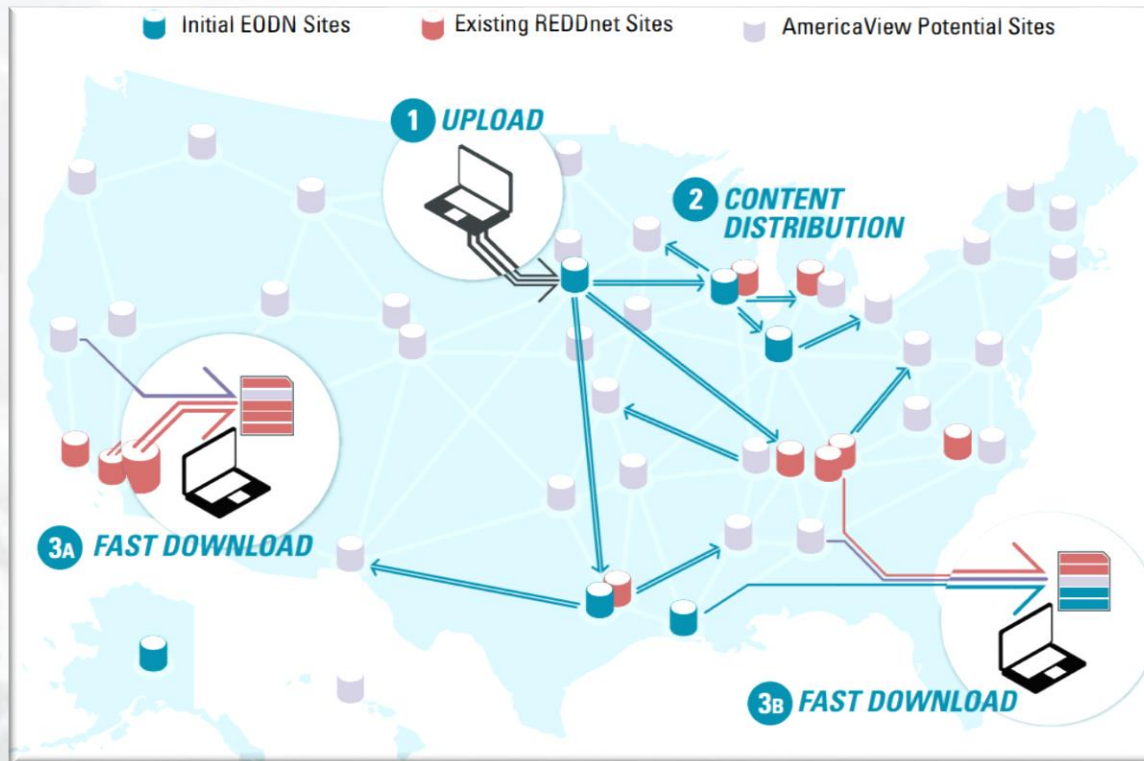 Initial EODN Sites
Existing REDDnet Sites
AmericaView Potential Sites
1 UPLOAD
2 CONTENT
DISTRIBUTION
3A FAST DOWNLOAD
3B FAST DOWNLOAD